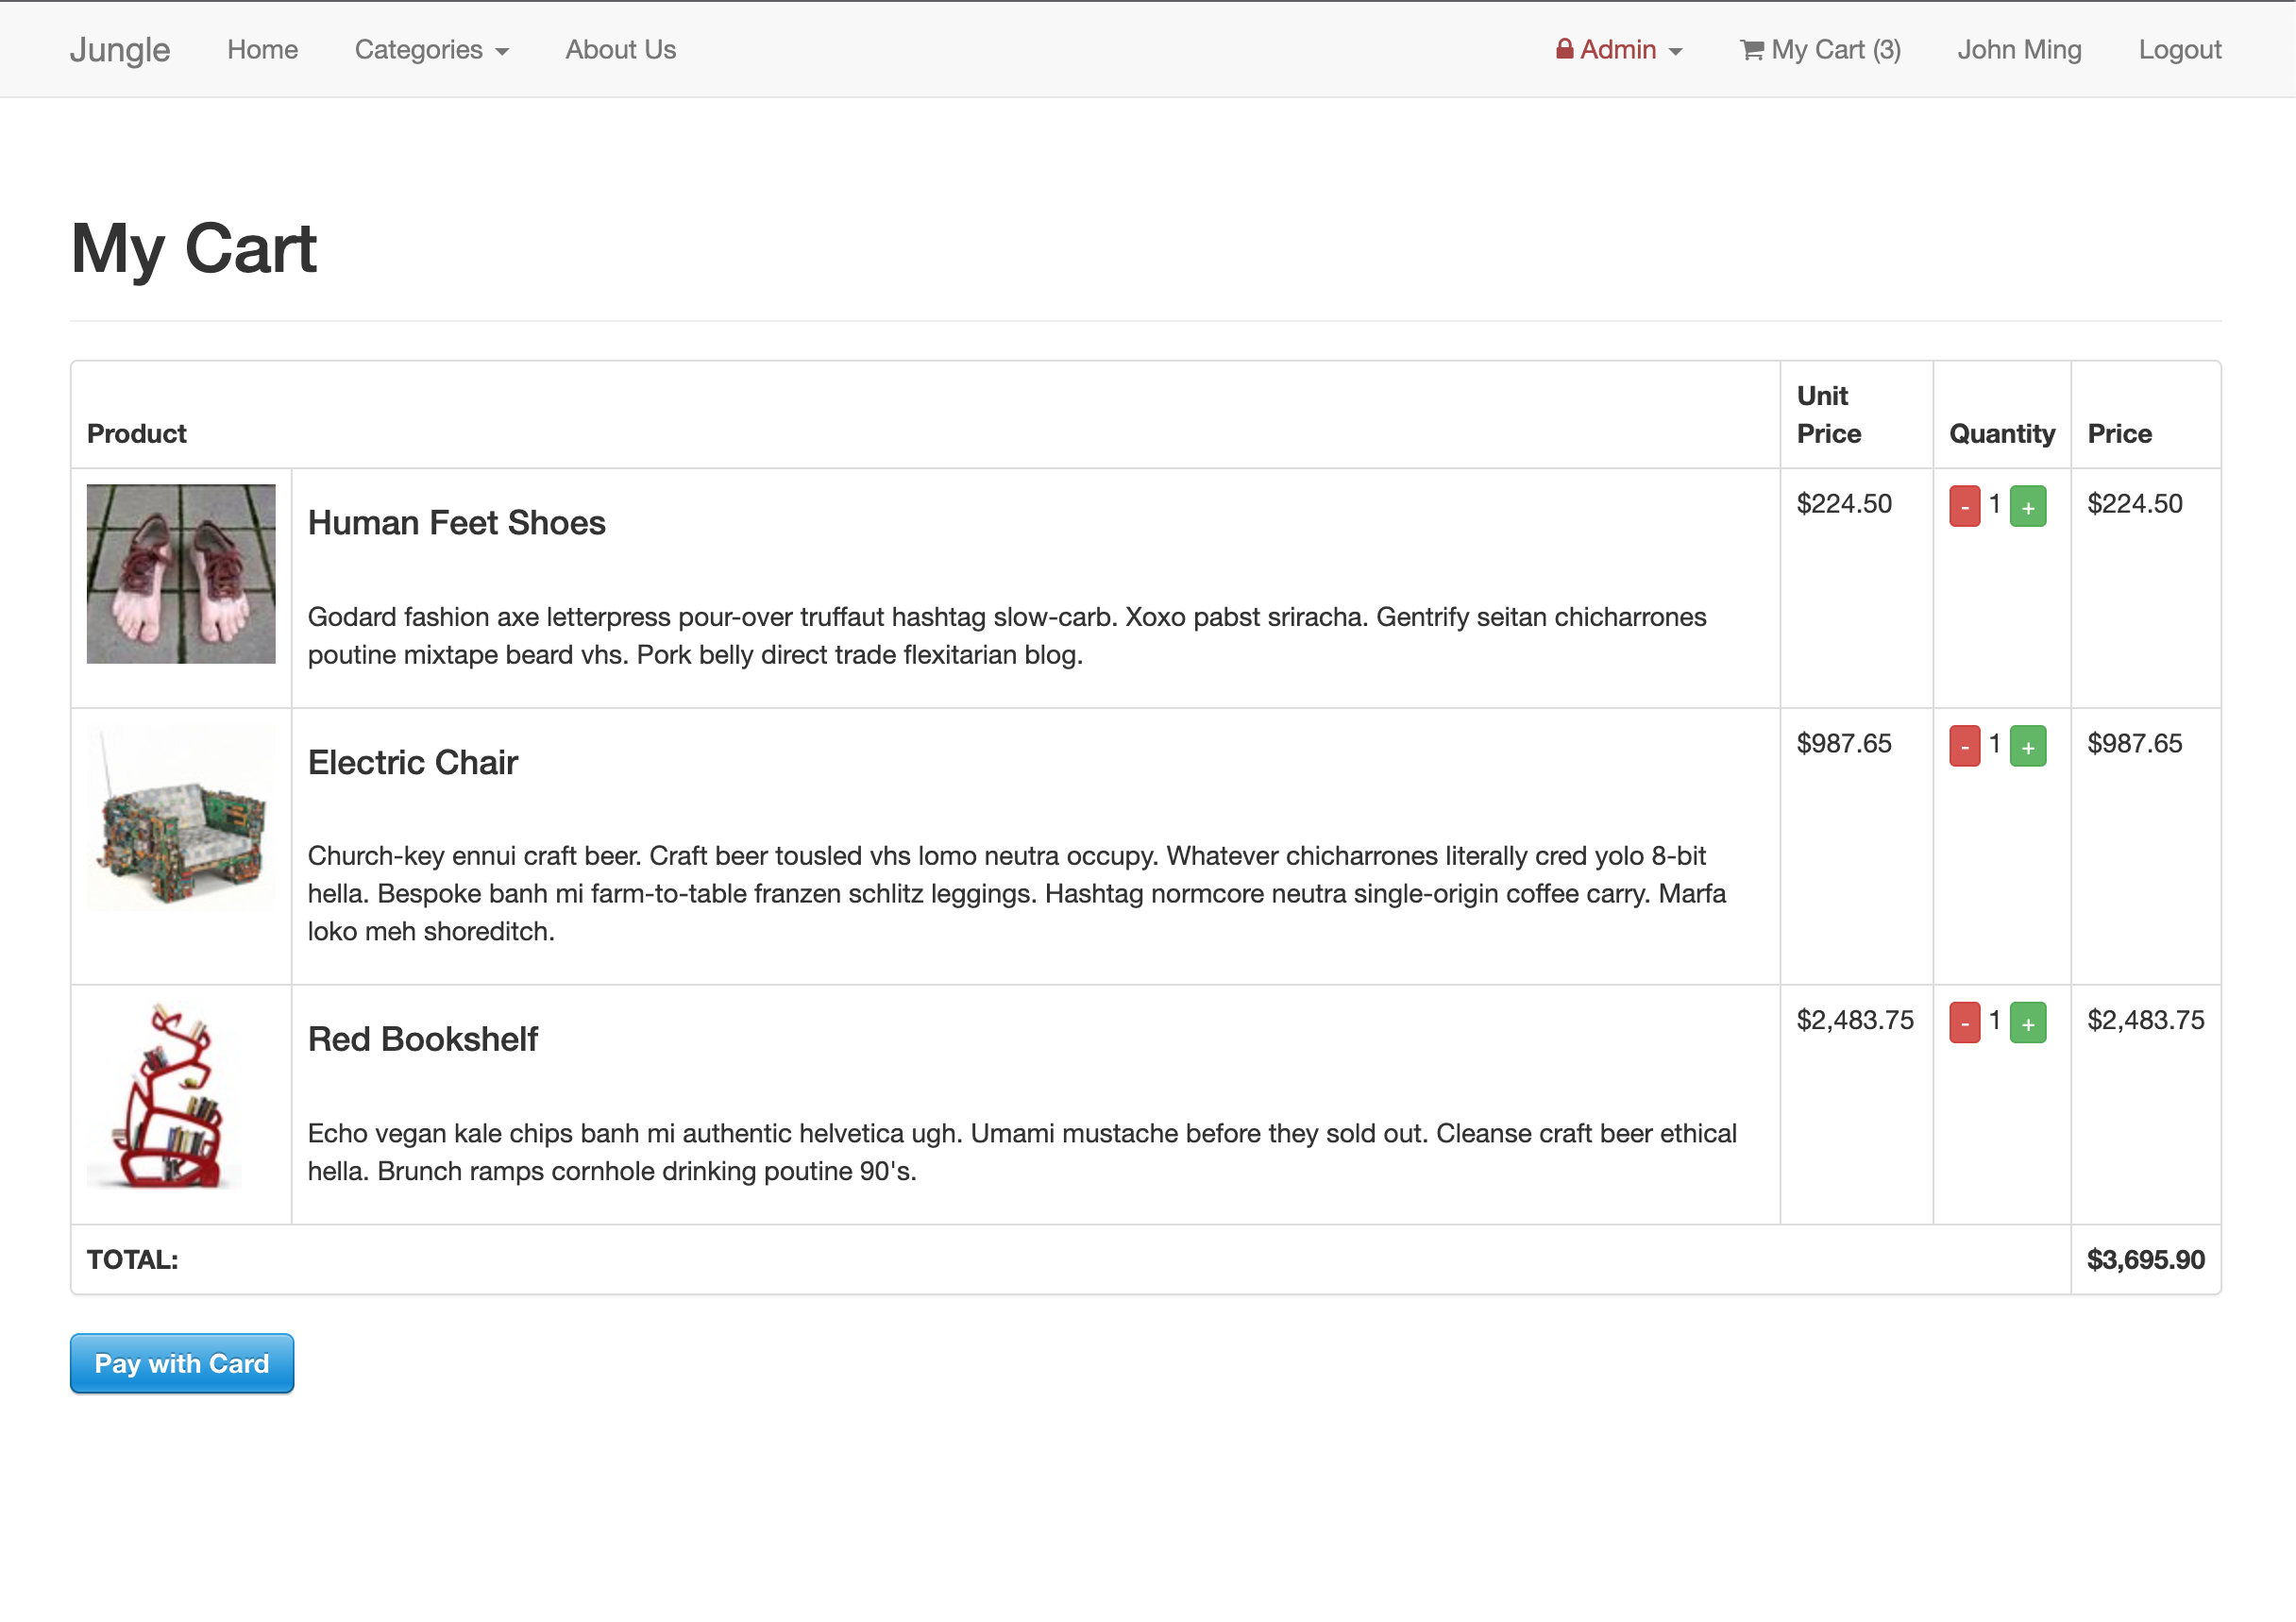 Jungle Home Categories About Us Admin My Cart (3) John Ming Logout
My Cart
Product Unit Price Quantity Price
Human Feet Shoes $224.50 - 1 + $224.50
Godard fashion axe letterpress pour-over truffaut hashtag slow-carb. Xoxo pabst sriracha. Gentrify seitan chicharrones
poutine mixtape beard vhs. Pork belly direct trade flexitarian blog.
Electric Chair $987.65 - 1 + $987.65
Church-key ennui craft beer. Craft beer tousled vhs lomo neutra occupy. Whatever chicharrones literally cred yolo 8-bit
hella. Bespoke banh mi farm-to-table franzen schlitz leggings. Hashtag normcore neutra single-origin coffee carry. Marfa
loko meh shoreditch.
Red Bookshelf $2,483.75 - 1 + $2,483.75
Echo vegan kale chips banh mi authentic helvetica ugh. Umami mustache before they sold out. Cleanse craft beer ethical
hella. Brunch ramps cornhole drinking poutine 90's.
TOTAL: $3,695.90
Pay with Card